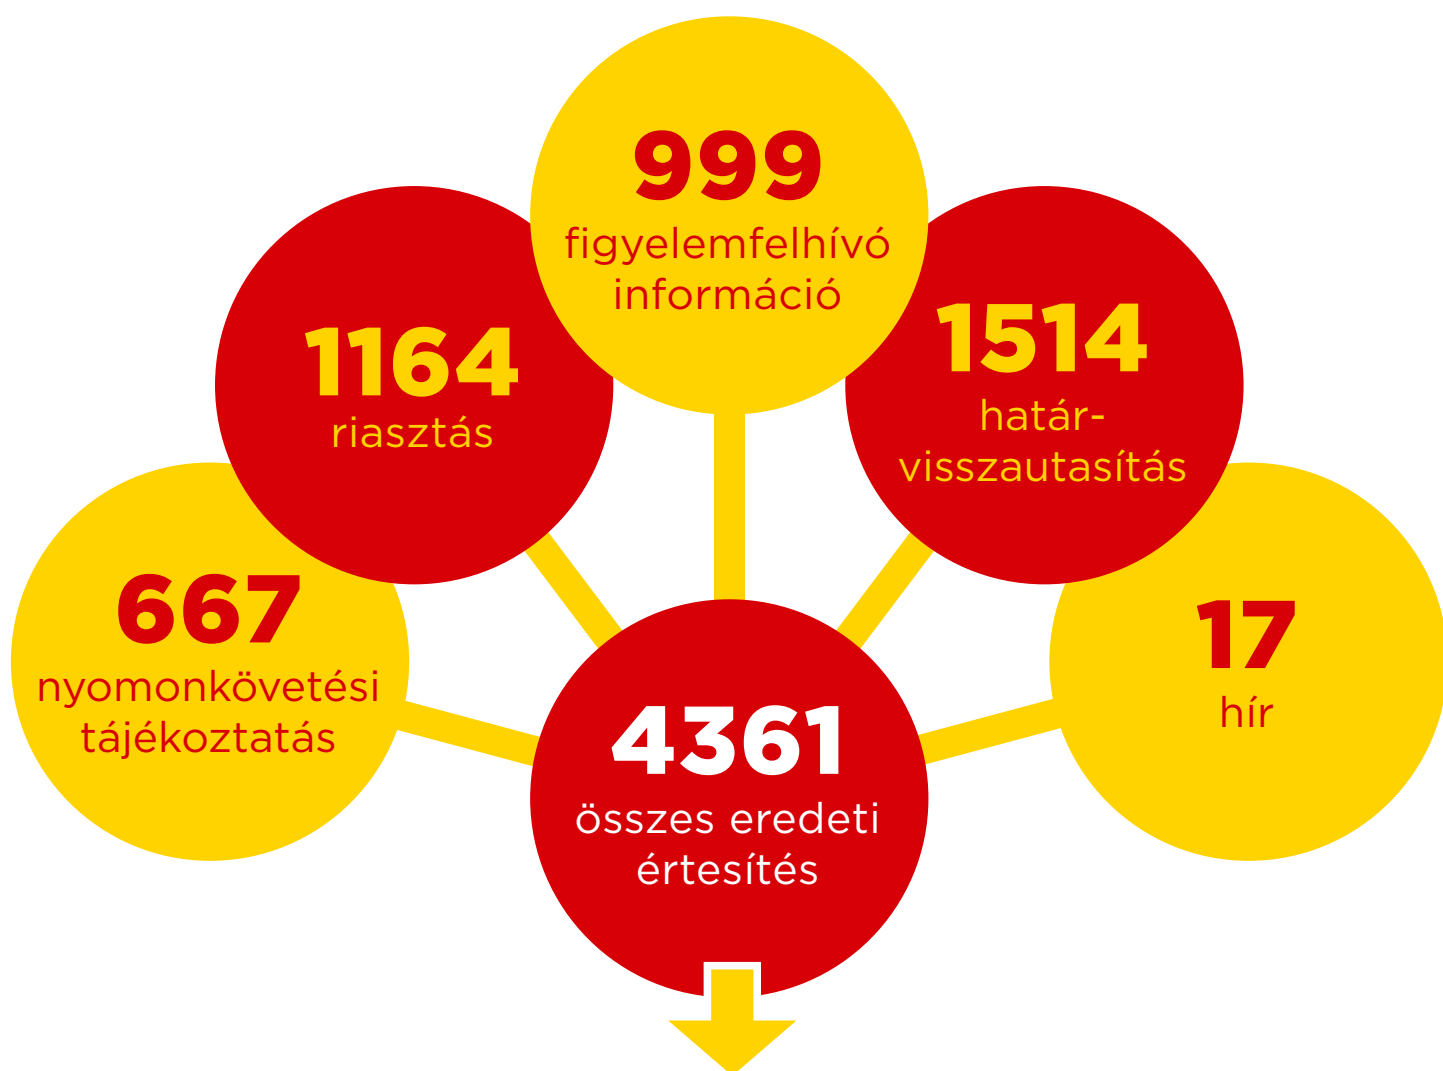 999
figyelemfelhívó
információ
1164
riasztás
1514
határ-
visszautasítás
667
nyomonkövetési
tájékoztatás
17
hír
4361
összes eredeti
értesítés